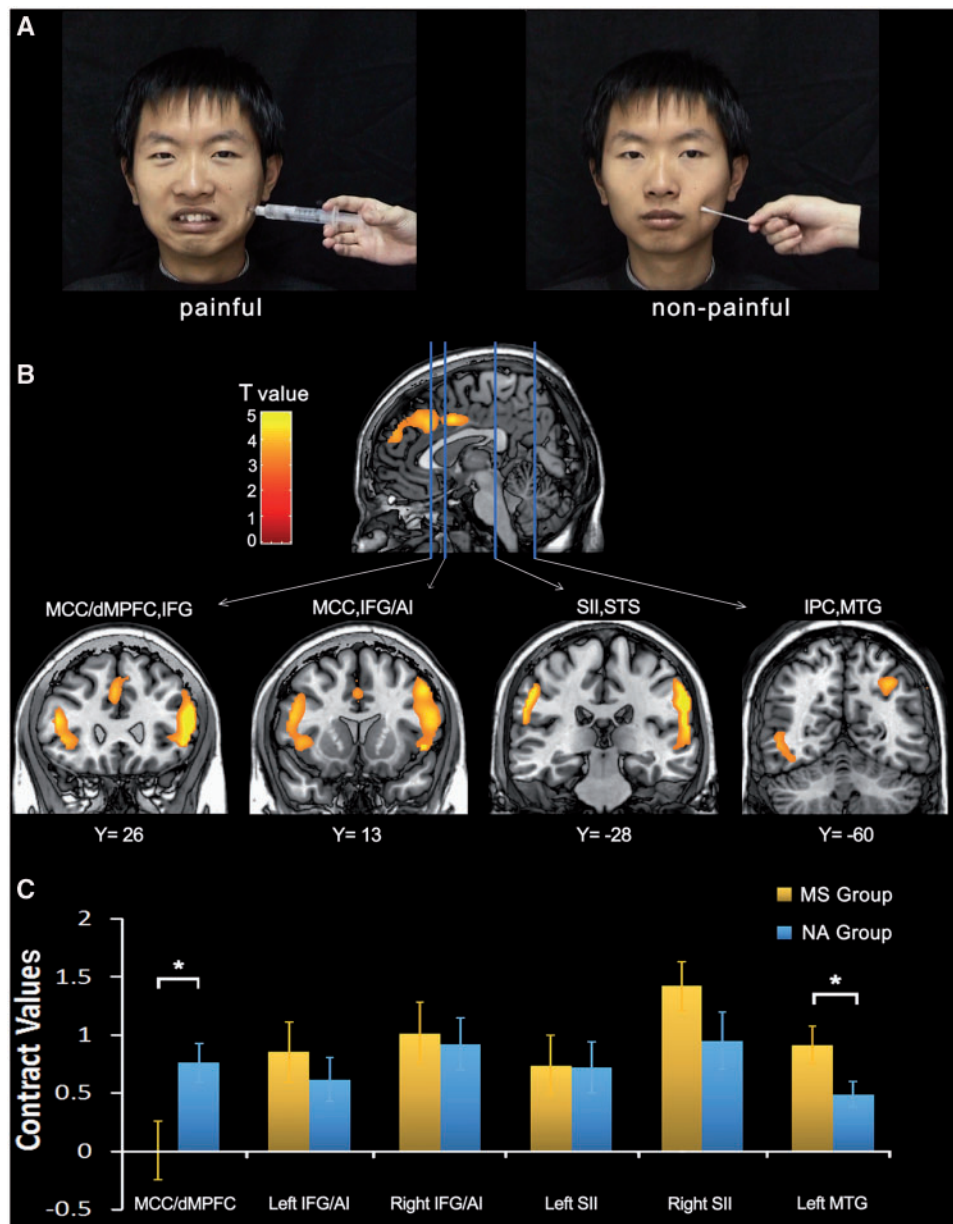 A
painful
non-painful
B
T value
5
4
3
2
1
0
MCC/dMPFC,IFG
MCC,IFG/AI
SII,STS
IPC,MTG
Y= 26
Y= 13
Y= -28
Y= -60
C
MS Group
NA Group
Contract Values
2
1.5
1
0.5
0
-0.5
*
*
MCC/dMPFC
Left IFG/AI
Right IFG/AI
Left SII
Right SII
Left MTG